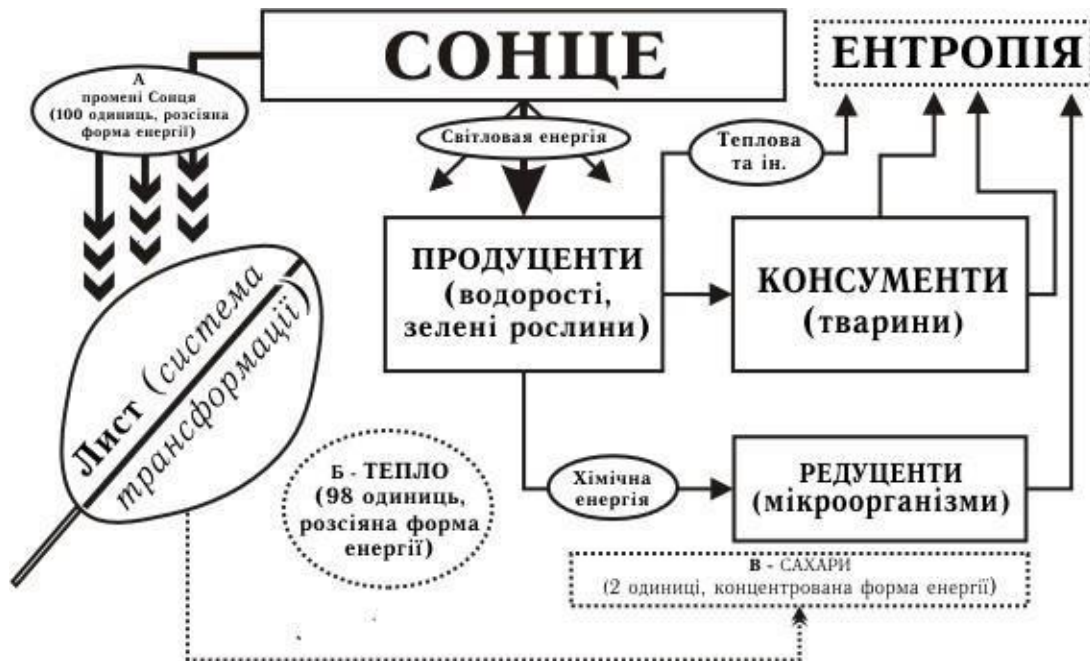 СОНЦЕ
ЕНТРОПІЯ
А
промені Сонця
(100 одиниць, розсіяна
форма енергії)
Світловая енергія
Теплова
та ін.
ПРОДУЦЕНТИ
(водорості,
зелені рослини)
КОНСУМЕНТИ
(тварини)
Лист (система
трансформації)
Б - ТЕПЛО
(98 одиниць,
розсіяна форма
енергії)
Хімічна
енергія
РЕДУЦЕНТИ
(мікроорганізми)
В - САХАРИ
(2 одиниці, концентрована форма енергії)